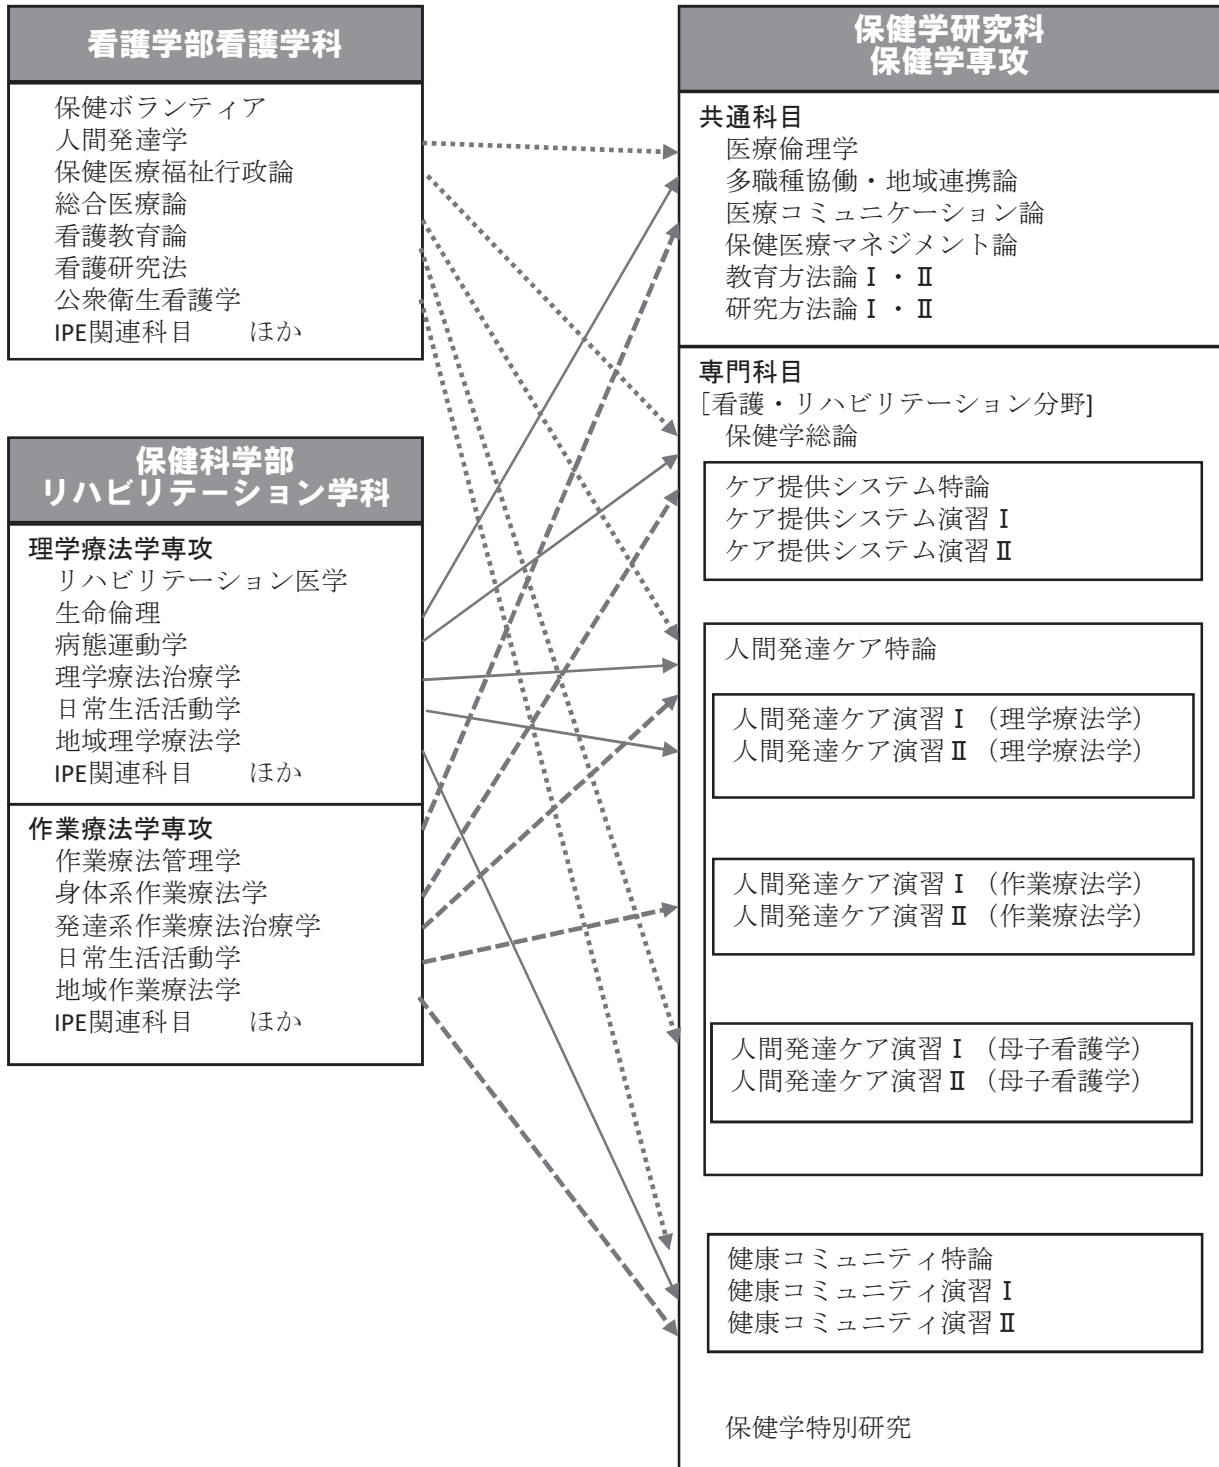 看護学部看護学科
保健ボランティア
人間発達学
保健医療福祉行政論
総合医療論
看護教育論
看護研究法
公衆衛生看護学
IPE関連科目　　ほか
保健科学部
リハビリテーション学科
理学療法学専攻
リハビリテーション医学
生命倫理
病態運動学
理学療法治療学
日常生活活動学
地域理学療法学
IPE関連科目　　ほか
作業療法学専攻
作業療法管理学
身体系作業療法学
発達系作業療法治療学
日常生活活動学
地域作業療法学
IPE関連科目　　ほか
保健学研究科
保健学専攻
共通科目
医療倫理学
多職種協働・地域連携論
医療コミュニケーション論
保健医療マネジメント論
教育方法論Ⅰ・Ⅱ
研究方法論Ⅰ・Ⅱ
専門科目
[看護・リハビリテーション分野]
保健学総論
ケア提供システム特論
ケア提供システム演習Ⅰ
ケア提供システム演習Ⅱ
人間発達ケア特論
人間発達ケア演習Ⅰ（理学療法学）
人間発達ケア演習Ⅱ（理学療法学）
人間発達ケア演習Ⅰ（作業療法学）
人間発達ケア演習Ⅱ（作業療法学）
人間発達ケア演習Ⅰ（母子看護学）
人間発達ケア演習Ⅱ（母子看護学）
健康コミュニティ特論
健康コミュニティ演習Ⅰ
健康コミュニティ演習Ⅱ
保健学特別研究